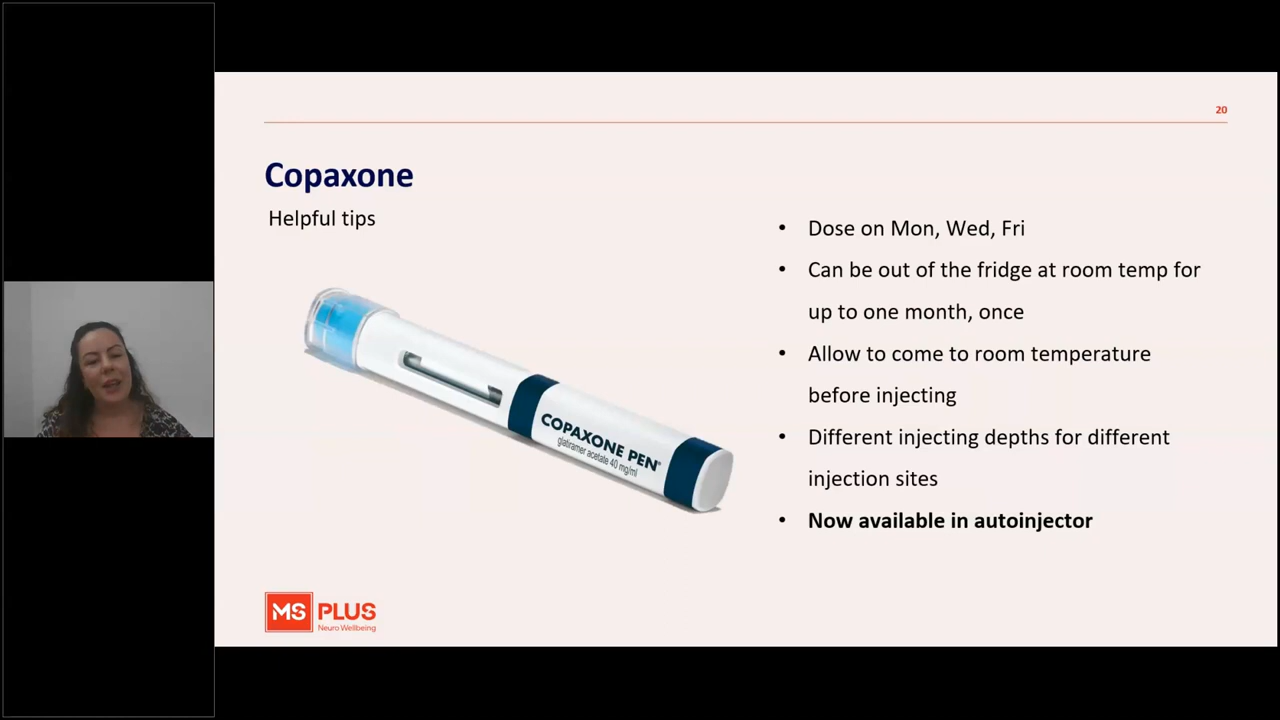 20
Copaxone
Helpful tips
• Dose on Mon, Wed, Fri
• Can be out of the fridge at room temp for
up to one month, once
• Allow to come to room temperature
before injecting
• Different injecting depths for different
injection sites
• Now available in autoinjector
COPAXONE PEN®
glatiramer acetate 40 mg/ml
MS PLUS
Neuro Wellbeing